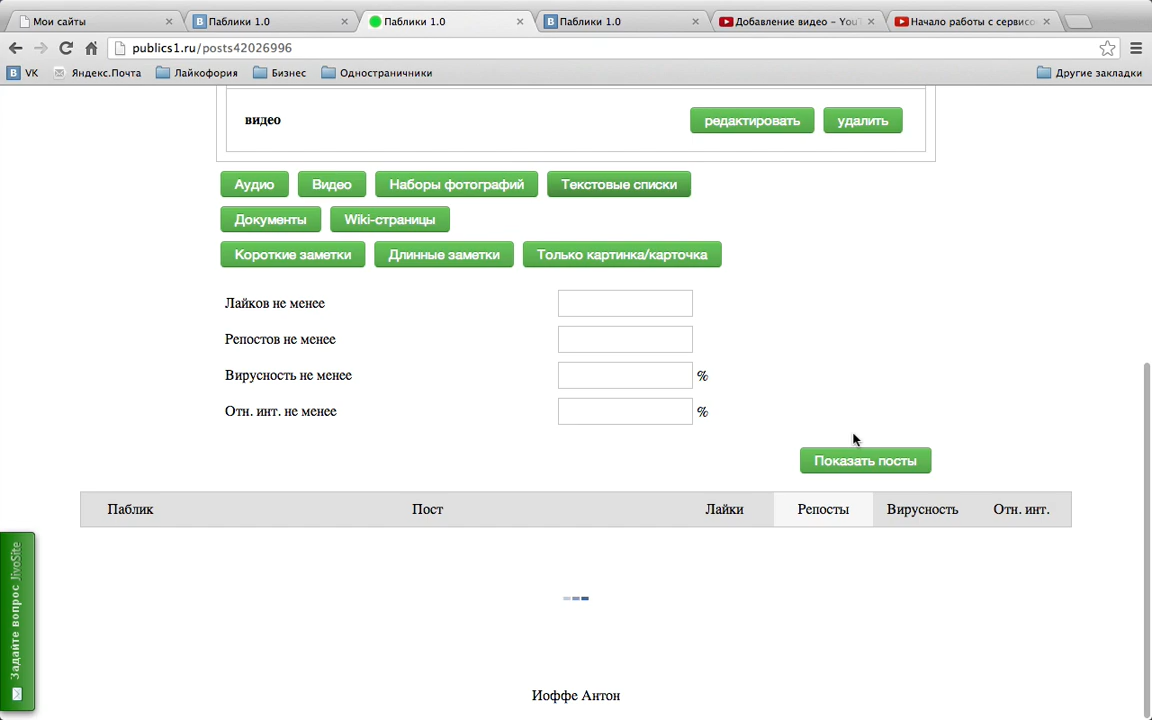 Мои сайты
Паблики 1.0
Паблики 1.0
Паблики 1.0
Добавление видео – YouT
Начало работы с сервисо
publics1.ru/posts42026996
VK
Яндекс.Почта
Лайкофория
Бизнес
Одностраничники
Другие закладки
видео
редактировать
удалить
Аудио
Видео
Наборы фотографий
Текстовые списки
Документы
Wiki-страницы
Короткие заметки
Длинные заметки
Только картинка/карточка
Лайков не менее
Репостов не менее
Вирусность не менее
%
Отн. инт. не менее
%
Показать посты
Паблик
Пост
Лайки
Репосты
Вирусность
Отн. инт.
Задайте вопрос JivoSite
Иоффе Антон